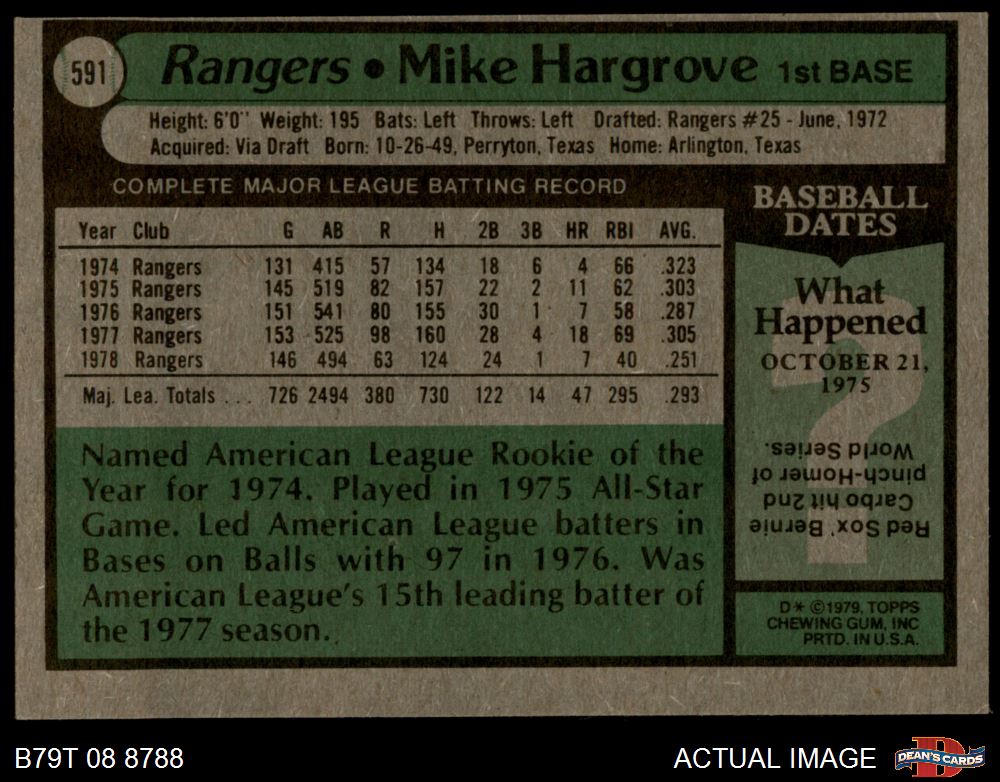 591 Rangers • Mike Hargrove 1st BASE
Height: 6'0" Weight: 195 Bats: Left Throws: Left Drafted: Rangers #25 - June, 1972
Acquired: Via Draft Born: 10-26-49, Perryton, Texas Home: Arlington, Texas
COMPLETE MAJOR LEAGUE BATTING RECORD
Year Club G AB R H 2B 3B HR RBI AVG.
1974 Rangers 131 415 57 134 18 6 4 66 .323
1975 Rangers 145 519 82 157 22 2 11 62 .303
1976 Rangers 151 541 80 155 30 1 7 58 .287
1977 Rangers 153 525 98 160 28 4 18 69 .305
1978 Rangers 146 494 63 124 24 1 7 40 .251
Maj. Lea. Totals ... 726 2494 380 730 122 14 47 295 .293
Named American League Rookie of the
Year for 1974. Played in 1975 All-Star
Game. Led American League batters in
Bases on Balls with 97 in 1976. Was
American League's 15th leading batter of
the 1977 season.
BASEBALL
DATES
What
Happened
OCTOBER 21,
1975
?
Red Sox' Bernie
Carbo hit 2nd
pinch-Homer of
World Series.
D* ©1979, TOPPS
CHEWING GUM, INC
PRTD. IN U.S.A.
B79T 08 8788
ACTUAL IMAGE
D
DEAN'S CARDS